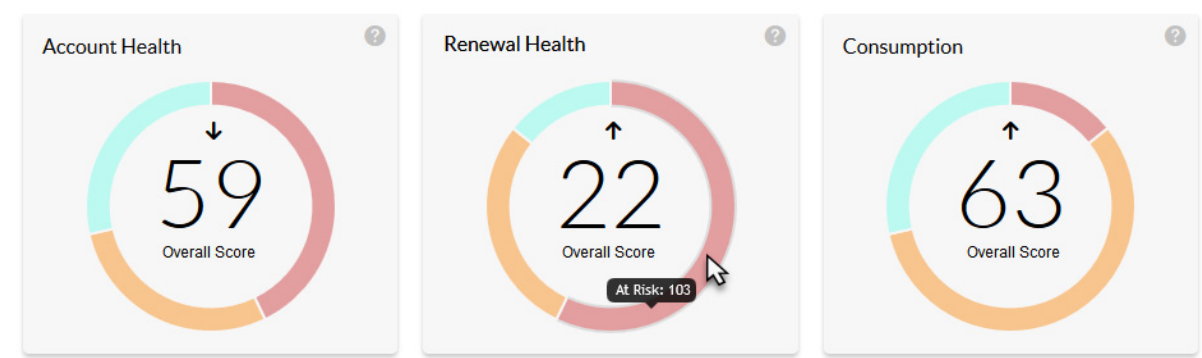 Account Health
?
59
Overall Score
Renewal Health
?
22
Overall Score
At Risk: 103
Consumption
?
63
Overall Score